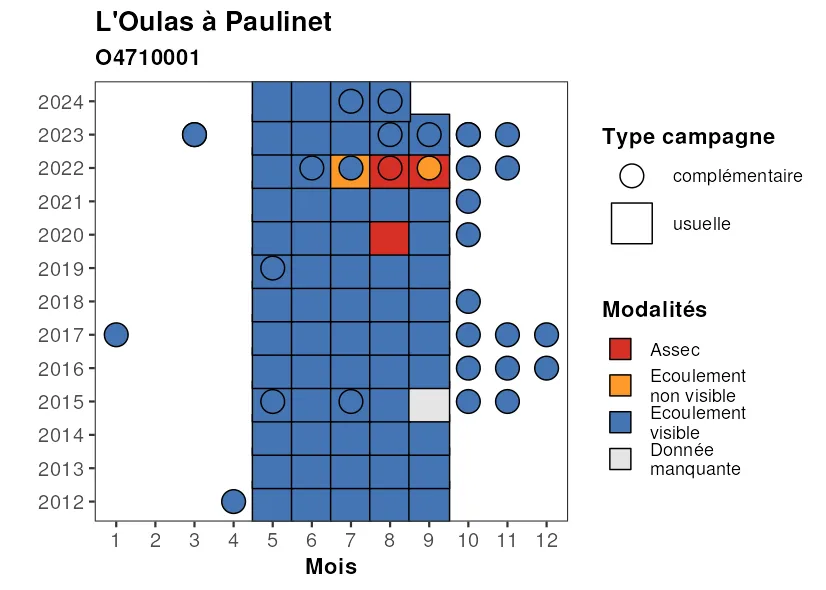 L'Oulas à Paulinet
O4710001
2024
2023
2022
2021
2020
2019
2018
2017
2016
2015
2014
2013
2012
1 2 3 4 5 6 7 8 9 10 11 12
Mois
Type campagne
complémentaire
usuelle
Modalités
Assec
Ecoulement
non visible
Ecoulement
visible
Donnée
manquante